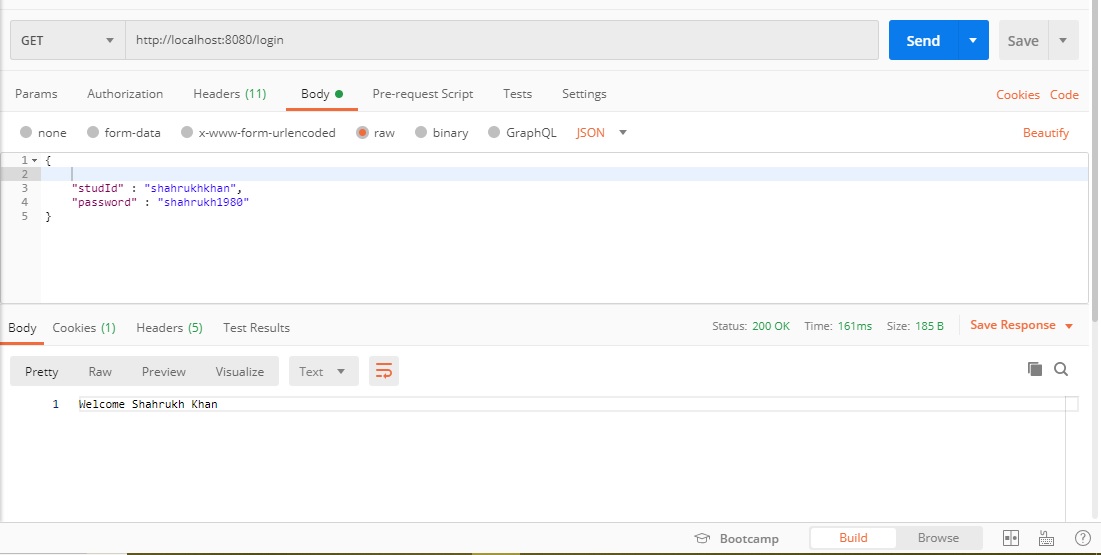 GET http://localhost:8080/login Send Save
Params Authorization Headers (11) Body Pre-request Script Tests Settings Cookies Code
none form-data x-www-form-urlencoded raw binary GraphQL JSON Beautify
1 {
2
3 "studId" : "shahrukhkhan",
4 "password" : "shahrukh1980"
5 }
Body Cookies (1) Headers (5) Test Results Status: 200 OK Time: 161ms Size: 185 B Save Response
Pretty Raw Preview Visualize Text
1 Welcome Shahrukh Khan
Bootcamp Build Browse ?